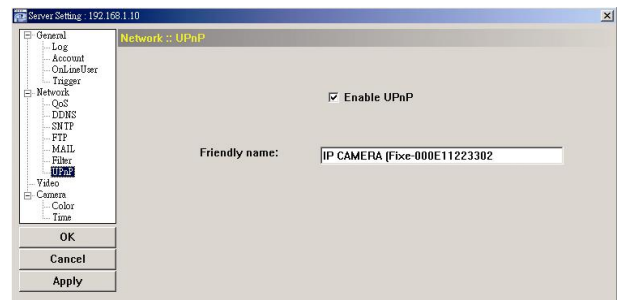 Server Setting : 192.168.1.10
General
Log
Account
OnLineUser
Trigger
Network
QoS
DDNS
SNTP
FTP
MAIL
Filter
UPnP
Video
Camera
Color
Time
OK
Cancel
Apply
Network :: UPnP
Enable UPnP
Friendly name: IP CAMERA (Fixe-000E11223302